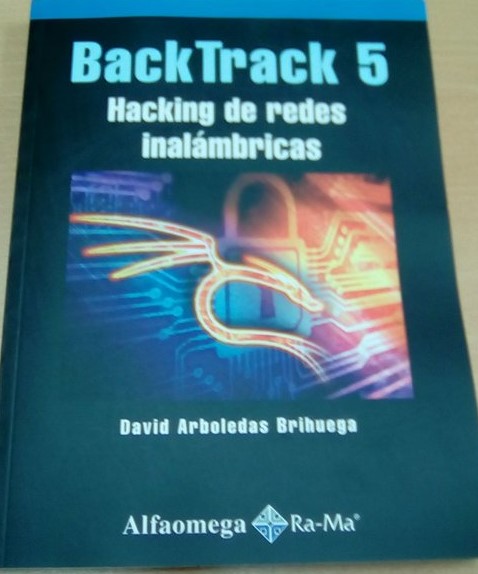 BackTrack 5
Hacking de redes
inalámbricas
David Arboledas Brihuega
Alfaomega Ra-Ma®